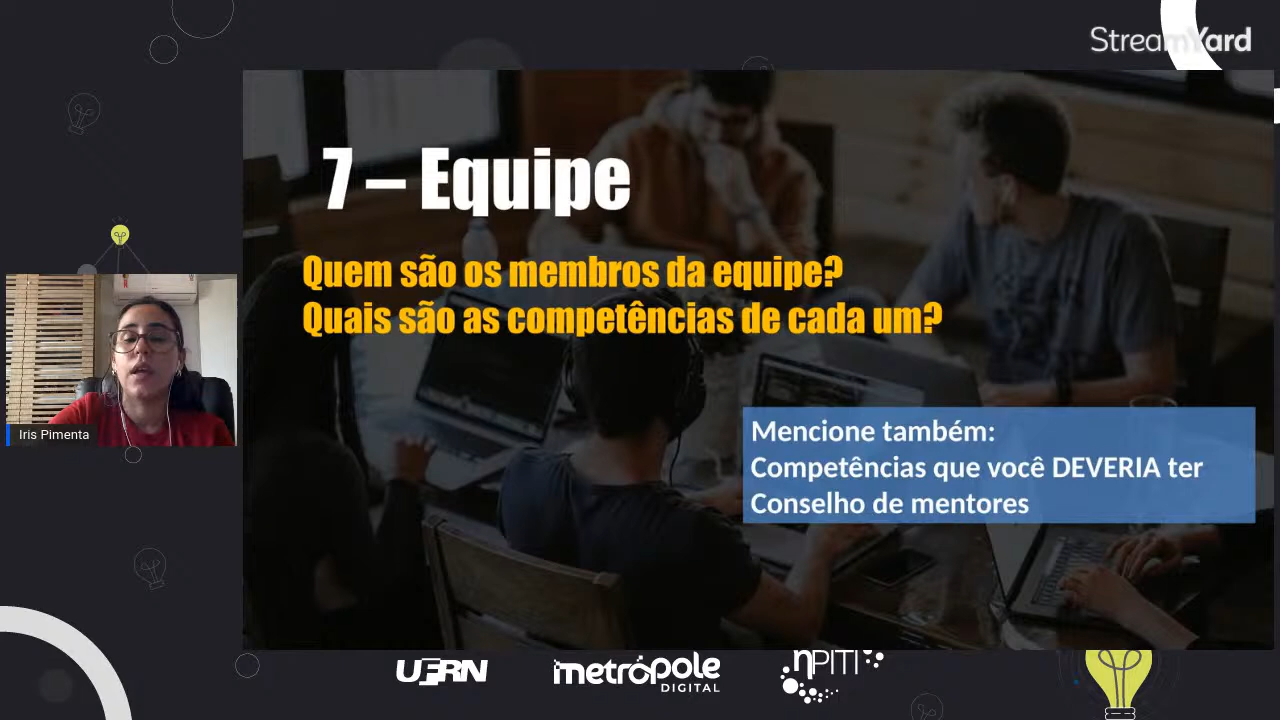 StreamYard
7 – Equipe
Quem são os membros da equipe?
Quais são as competências de cada um?
Mencione também:
Competências que você DEVERIA ter
Conselho de mentores
Iris Pimenta
UFRN
metrópole
DIGITAL
nPITI